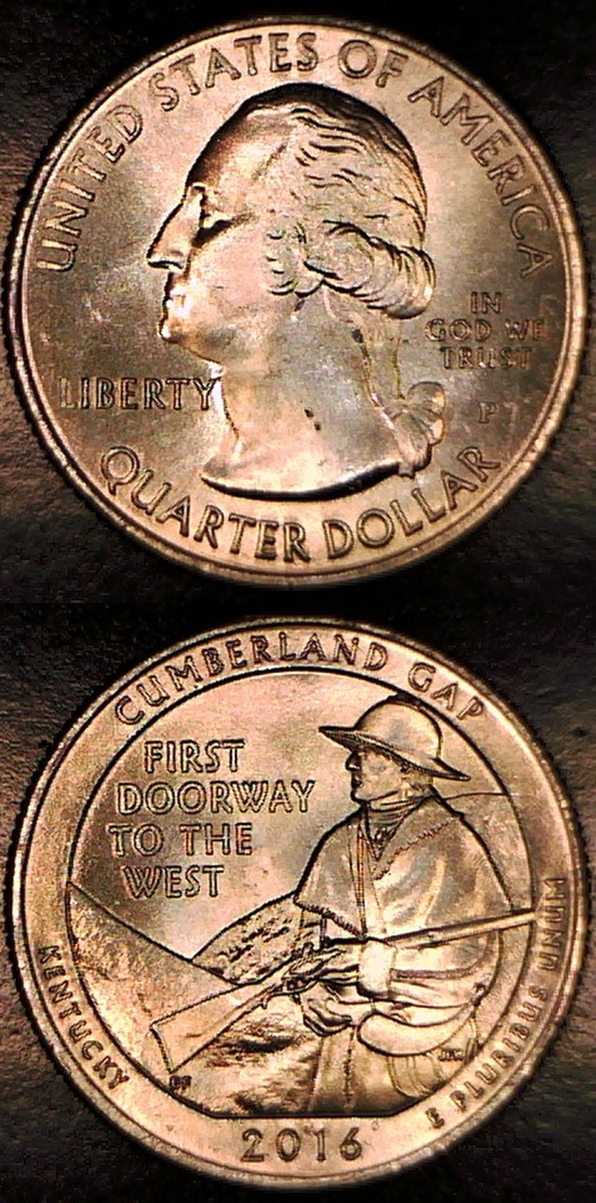 UNITED STATES OF AMERICA
IN
GOD WE
TRUST
LIBERTY
P
QUARTER DOLLAR
CUMBERLAND GAP
FIRST
DOORWAY
TO THE
WEST
KENTUCKY
E PLURIBUS UNUM
2016